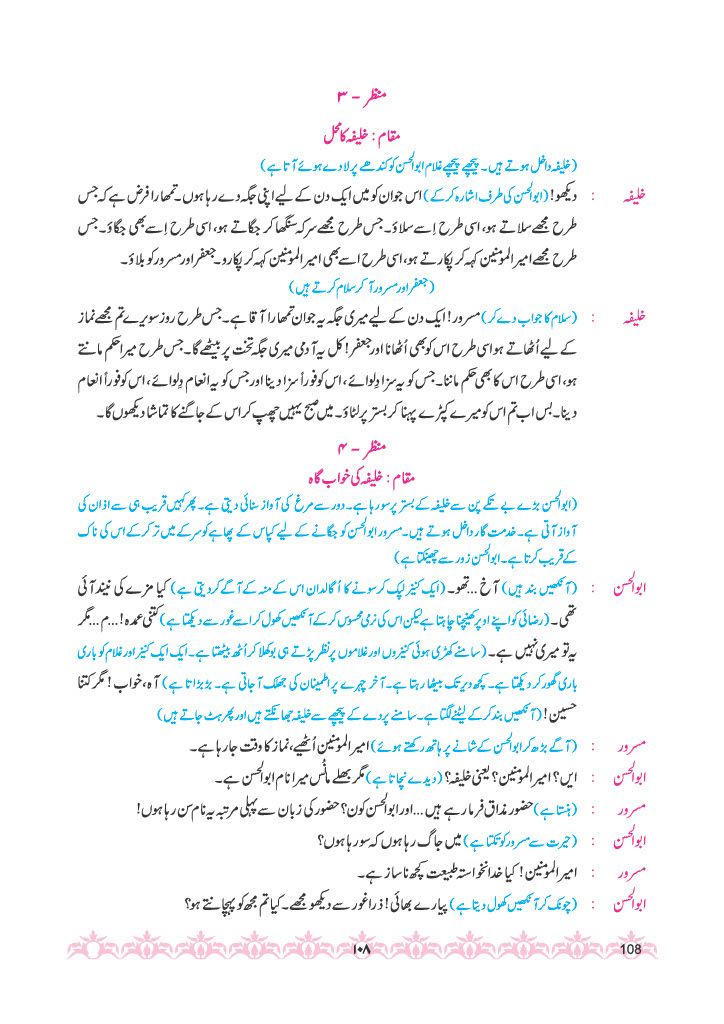 منظر - ۳
مقام : خلیفہ کا محل
(خلیفہ داخل ہوتے ہیں۔ پیچھے پیچھے غلام ابوالحسن کو کندھے پر لادے ہوئے آتا ہے)
خلیفہ : دیکھو! (ابوالحسن کی طرف اشارہ کرکے) اس جوان کو میں ایک دن کے لیے اپنی جگہ دے رہا ہوں۔ تمھارا فرض ہے کہ جس
طرح مجھے سلاتے ہو، اسی طرح اِسے سلاؤ۔ جس طرح مجھے سرکہ سنگھا کر جگاتے ہو، اسی طرح اِسے بھی جگاؤ۔ جس
طرح مجھے امیرالمومنین کہہ کر پکارتے ہو، اسی طرح اسے بھی امیرالمومنین کہہ کر پکارو۔ جعفر اور مسرور کو بلاؤ۔
(جعفر اور مسرور آ کر سلام کرتے ہیں)
خلیفہ : (سلام کا جواب دے کر) مسرور! ایک دن کے لیے میری جگہ یہ جوان تمھارا آقا ہے۔ جس طرح روز سویرے تم مجھے نماز
کے لیے اُٹھاتے ہو اسی طرح اس کو بھی اُٹھانا اور جعفر! کل یہ آدمی میری جگہ تخت پر بیٹھے گا۔ جس طرح میرا حکم مانتے
ہو، اسی طرح اس کا بھی حکم ماننا۔ جس کو یہ سزا دِلوائے، اس کو فوراً سزا دینا اور جس کو یہ انعام دِلوائے، اس کو فوراً انعام
دینا۔ بس اب تم اس کو میرے کپڑے پہنا کر بستر پر لٹاؤ۔ میں صبح یہیں چھپ کر اس کے جاگنے کا تماشا دیکھوں گا۔
منظر - ۴
مقام : خلیفہ کی خواب گاہ
(ابوالحسن بڑے بے تکے پن سے خلیفہ کے بستر پر سو رہا ہے۔ دور سے مرغ کی آواز سنائی دیتی ہے۔ پھر کہیں قریب ہی سے اذان کی
آواز آتی ہے۔ خدمت گار داخل ہوتے ہیں۔ مسرور ابوالحسن کو جگانے کے لیے کپاس کے پھاہے کو سرکے میں تر کرکے اس کی ناک
کے قریب کرتا ہے۔ ابوالحسن زور سے چھینکتا ہے)
ابوالحسن : (آنکھیں بند ہیں) آخ ... تھو۔ (ایک کنیز لپک کر سونے کا اُگالدان اس کے منہ کے آگے کر دیتی ہے) کیا مزے کی نیند آئی
تھی۔ (رضائی کو اپنے اوپر کھینچنا چاہتا ہے لیکن اس کی نرمی محسوس کرکے آنکھیں کھول کر اسے غور سے دیکھتا ہے) کتنی عمدہ! ... م ... مگر
یہ تو میری نہیں ہے۔ (سامنے کھڑی ہوئی کنیزوں اور غلاموں پر نظر پڑتے ہی بوکھلا کر اُٹھ بیٹھتا ہے۔ ایک ایک کنیز اور غلام کو باری
باری گھور کر دیکھتا ہے۔ کچھ دیر تک بیٹھا رہتا ہے۔ آخر چہرے پر اطمینان کی جھلک آ جاتی ہے۔ بڑبڑاتا ہے) آہ، خواب! مگر کتنا
حسین! (آنکھیں بند کرکے لیٹنے لگتا ہے۔ سامنے پردے کے پیچھے سے خلیفہ جھانکتے ہیں اور پھر ہٹ جاتے ہیں)
مسرور : (آگے بڑھ کر ابوالحسن کے شانے پر ہاتھ رکھتے ہوئے) امیرالمومنین اُٹھیے، نماز کا وقت جا رہا ہے۔
ابوالحسن : ایں؟ امیرالمومنین؟ یعنی خلیفہ؟ (دیدے نچاتا ہے) مگر بھلے مانُس میرا نام ابوالحسن ہے۔
مسرور : (ہنستا ہے) حضور مذاق فرما رہے ہیں ... اور ابوالحسن کون؟ حضور کی زبان سے پہلی مرتبہ یہ نام سن رہا ہوں!
ابوالحسن : (حیرت سے مسرور کو تکتا ہے) میں جاگ رہا ہوں کہ سو رہا ہوں؟
مسرور : امیرالمومنین! کیا خدانخواستہ طبیعت کچھ ناساز ہے۔
ابوالحسن : (چونک کر آنکھیں کھول دیتا ہے) پیارے بھائی! ذرا غور سے دیکھو مجھے۔ کیا تم مجھ کو پہچانتے ہو؟
۱۰۸
108